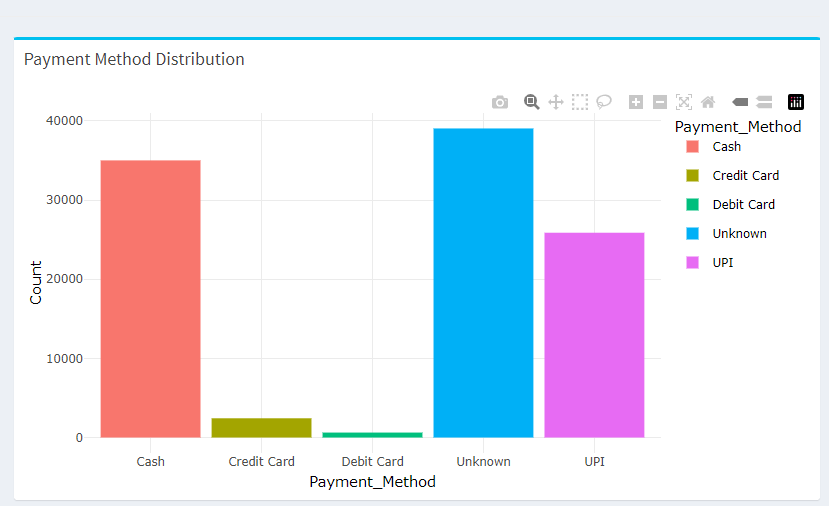 Payment Method Distribution
Payment_Method
Cash
Credit Card
Debit Card
Unknown
UPI
40000
30000
20000
10000
0
Count
Cash Credit Card Debit Card Unknown UPI
Payment_Method